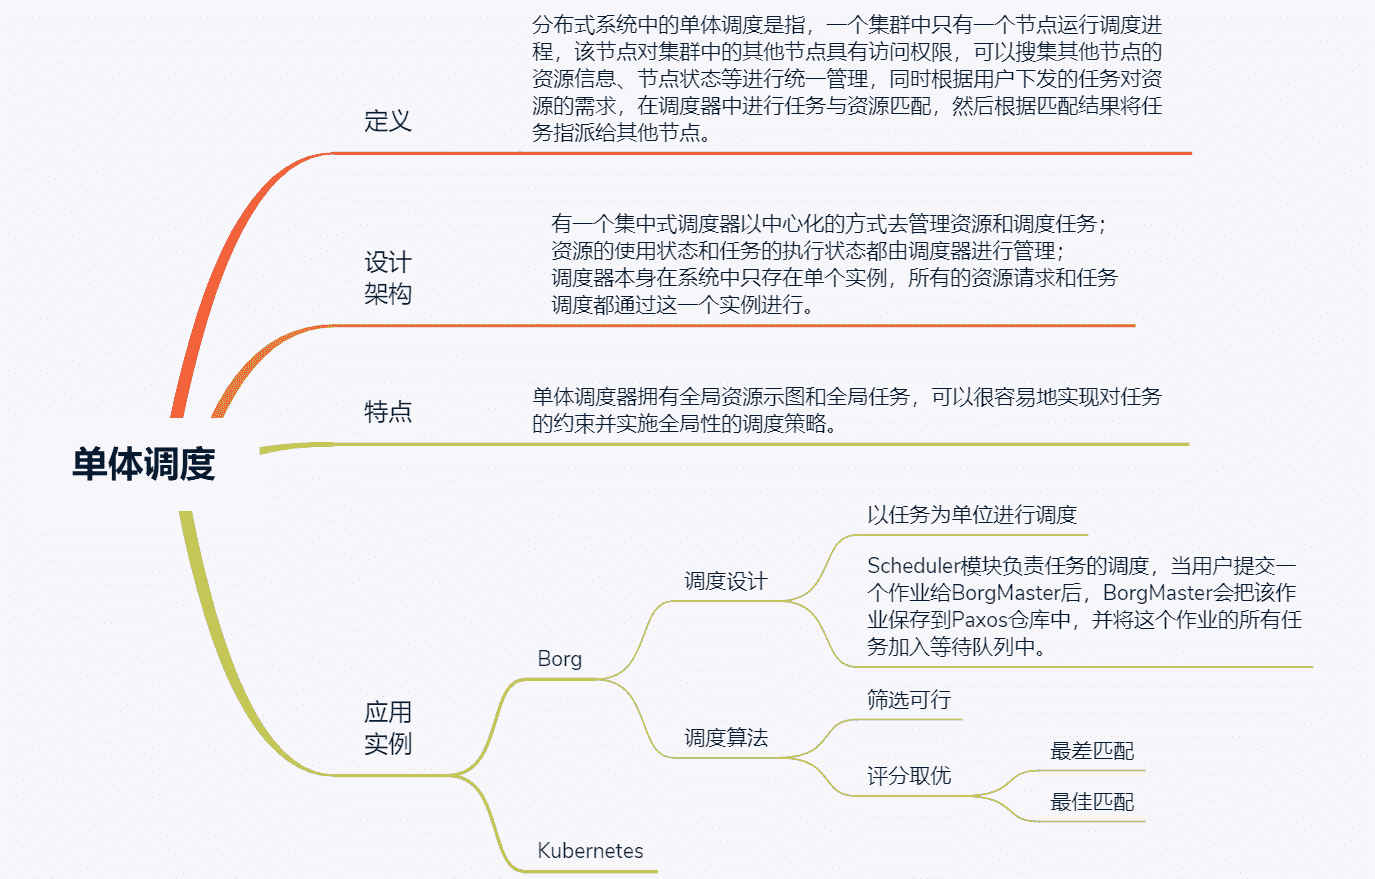 分布式系统中的单体调度是指，一个集群中只有一个节点运行调度进
程，该节点对集群中的其他节点具有访问权限，可以搜集其他节点的
资源信息、节点状态等进行统一管理，同时根据用户下发的任务对资
源的需求，在调度器中进行任务与资源匹配，然后根据匹配结果将任
务指派给其他节点。
定义
有一个集中式调度器以中心化的方式去管理资源和调度任务；
资源的使用状态和任务的执行状态都由调度器进行管理；
调度器本身在系统中只存在单个实例，所有的资源请求和任务
调度都通过这一个实例进行。
设计
架构
单体调度器拥有全局资源示图和全局任务，可以很容易地实现对任务
的约束并实施全局性的调度策略。
特点
单体调度
以任务为单位进行调度
Scheduler模块负责任务的调度，当用户提交一
个作业给BorgMaster后，BorgMaster会把该作
业保存到Paxos仓库中，并将这个作业的所有任
务加入等待队列中。
调度设计
Borg
筛选可行
调度算法
最差匹配
评分取优
最佳匹配
应用
实例
Kubernetes